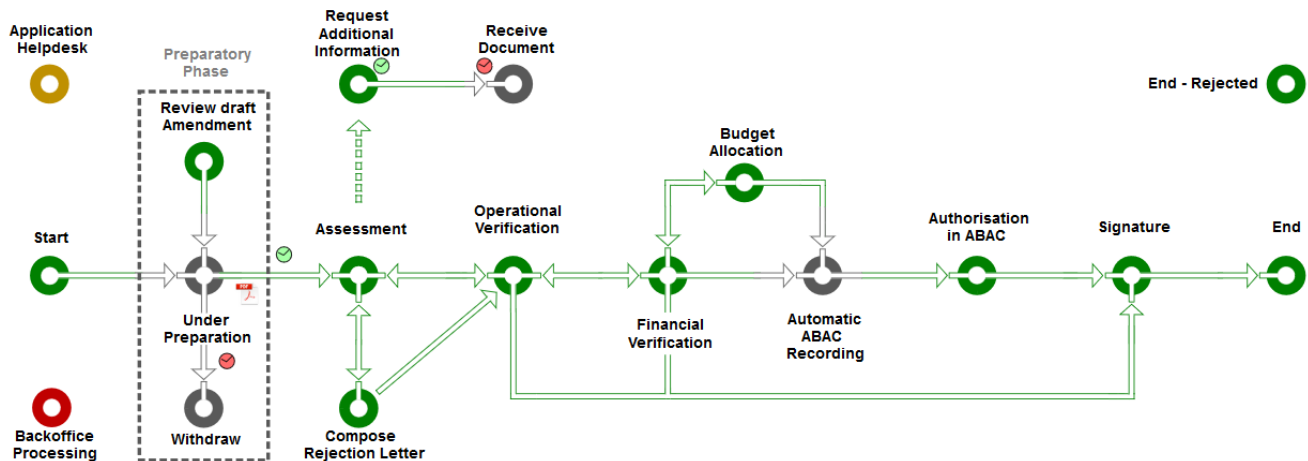 Application
Helpdesk
Preparatory
Phase
Request
Additional
Information
Receive
Document
End - Rejected
Review draft
Amendment
Budget
Allocation
Start
Assessment
Operational
Verification
Authorisation
in ABAC
Signature
End
PDF
Under
Preparation
Financial
Verification
Automatic
ABAC
Recording
Backoffice
Processing
Withdraw
Compose
Rejection Letter